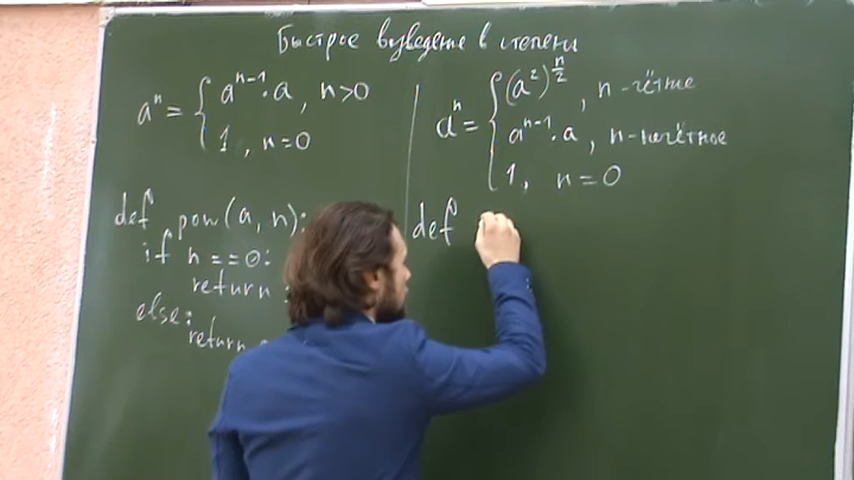 Быстрое возведение в степень
aⁿ = { aⁿ⁻¹·a, n>0
1, n=0
def pow(a, n):
if n == 0:
return
else:
return
aⁿ = { (a²)^(n/2), n - чётное
aⁿ⁻¹·a, n - нечётное
1, n = 0
def